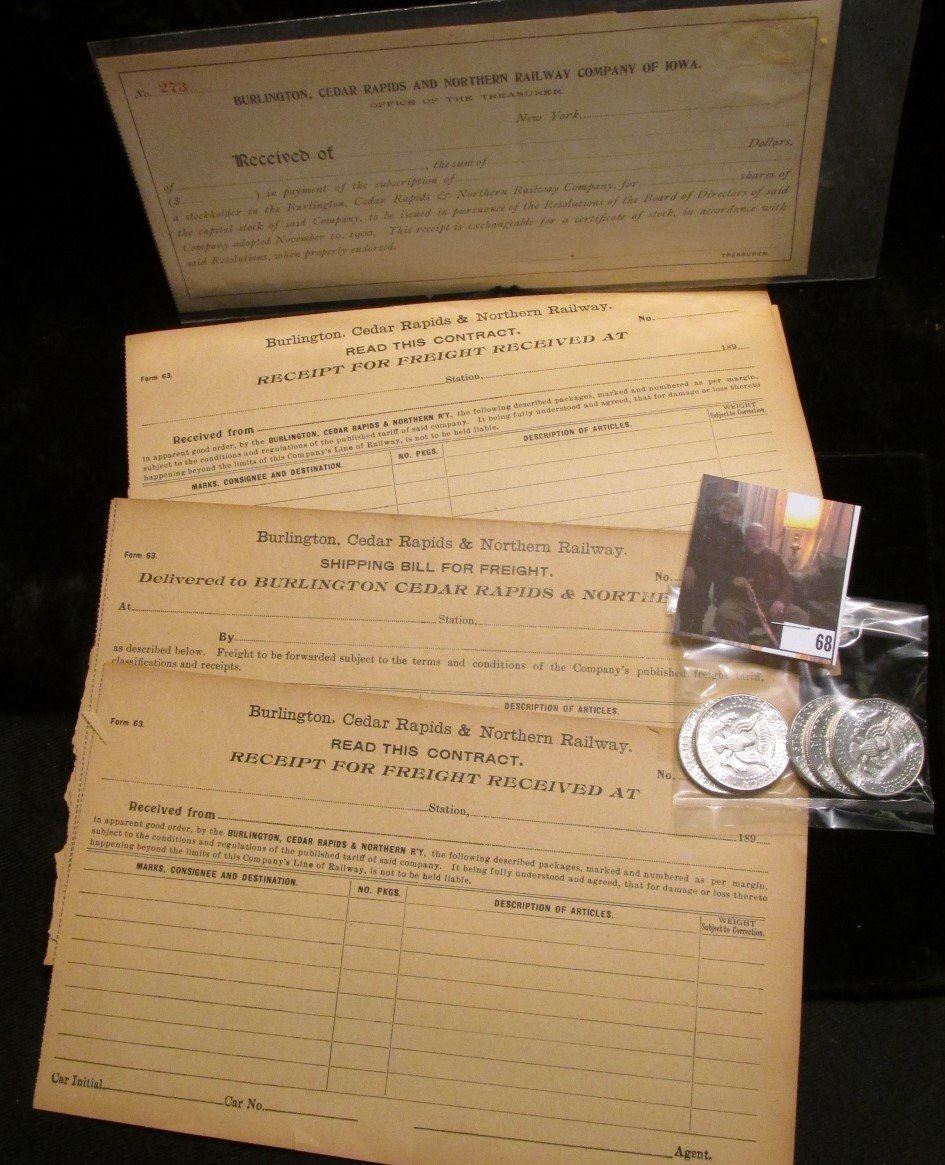 No. 273
BURLINGTON, CEDAR RAPIDS AND NORTHERN RAILWAY COMPANY OF IOWA.
OFFICE OF THE TREASURER.
New York,
Received of
Dollars,
of , the sum of
($ ) in payment of the subscription of
a stockholder in the Burlington, Cedar Rapids & Northern Railway Company, for shares of
the capital stock of said Company, to be issued in pursuance of the Resolutions of the Board of Directors of said
Company adopted November 10, 1900. This receipt is exchangeable for a certificate of stock, in accordance with
said Resolutions, when properly endorsed.
TREASURER.
Burlington, Cedar Rapids & Northern Railway.
Form 63.
READ THIS CONTRACT.
No.
RECEIPT FOR FREIGHT RECEIVED AT
Station, 189
Received from
in apparent good order, by the BURLINGTON, CEDAR RAPIDS & NORTHERN R'Y, the following described packages, marked and numbered as per margin,
subject to the conditions and regulations of the published tariff of said company. It being fully understood and agreed, that for damage or loss thereto
happening beyond the limits of this Company's Line of Railway, is not to be held liable.
MARKS, CONSIGNEE AND DESTINATION. NO. PKGS. DESCRIPTION OF ARTICLES. WEIGHT
Subject to Correction.
Burlington, Cedar Rapids & Northern Railway.
Form 63.
SHIPPING BILL FOR FREIGHT.
No.
Delivered to BURLINGTON CEDAR RAPIDS & NORTHE
At Station,
By
as described below. Freight to be forwarded subject to the terms and conditions of the Company's published freight tariff,
classifications and receipts.
DESCRIPTION OF ARTICLES.
68
Burlington, Cedar Rapids & Northern Railway.
Form 63.
READ THIS CONTRACT.
No.
RECEIPT FOR FREIGHT RECEIVED AT
Station, 189
Received from
in apparent good order, by the BURLINGTON, CEDAR RAPIDS & NORTHERN R'Y, the following described packages, marked and numbered as per margin,
subject to the conditions and regulations of the published tariff of said company. It being fully understood and agreed, that for damage or loss thereto
happening beyond the limits of this Company's Line of Railway, is not to be held liable.
MARKS, CONSIGNEE AND DESTINATION. NO. PKGS. DESCRIPTION OF ARTICLES. WEIGHT
Subject to Correction.
Car Initial
Car No.
Agent.